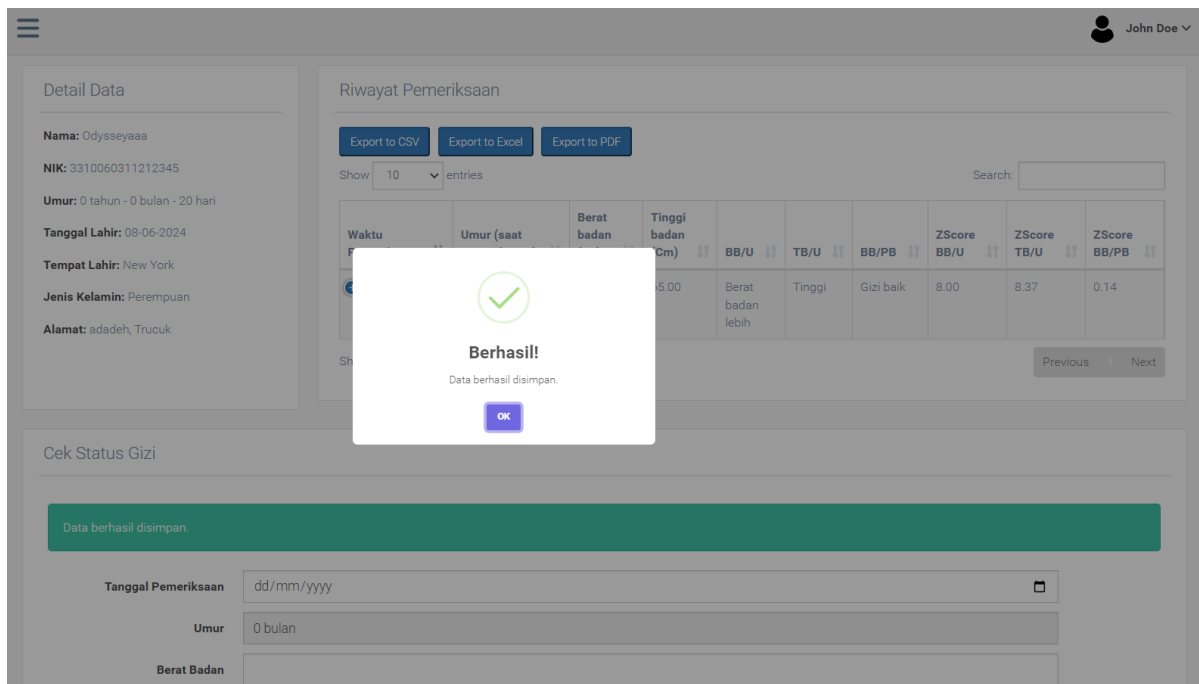 John Doe
Detail Data
Nama: Odysseyaaa
NIK: 3310060311212345
Umur: 0 tahun - 0 bulan - 20 hari
Tanggal Lahir: 08-06-2024
Tempat Lahir: New York
Jenis Kelamin: Perempuan
Alamat: adadeh, Trucuk
Riwayat Pemeriksaan
Export to CSV Export to Excel Export to PDF
Show 10 entries
Search:
Waktu
Umur (saat
Berat
badan
Tinggi
badan
(Cm)
BB/U
TB/U
BB/PB
ZScore
BB/U
ZScore
TB/U
ZScore
BB/PB
5.00
Berat
badan
lebih
Tinggi
Gizi baik
8.00
8.37
0.14
Previous 1 Next
Berhasil!
Data berhasil disimpan.
OK
Cek Status Gizi
Data berhasil disimpan.
Tanggal Pemeriksaan dd/mm/yyyy
Umur 0 bulan
Berat Badan